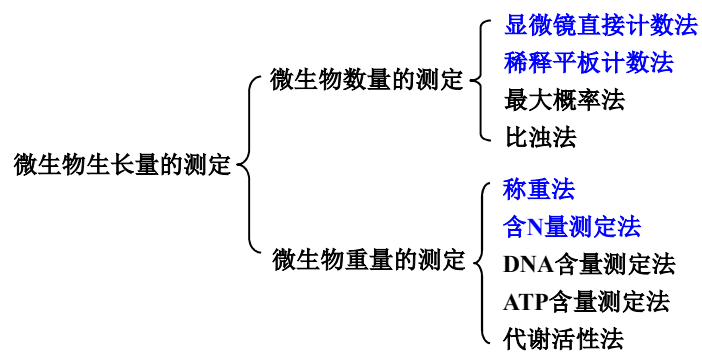 微生物生长量的测定
微生物数量的测定
显微镜直接计数法
稀释平板计数法
最大概率法
比浊法
微生物重量的测定
称重法
含N量测定法
DNA含量测定法
ATP含量测定法
代谢活性法